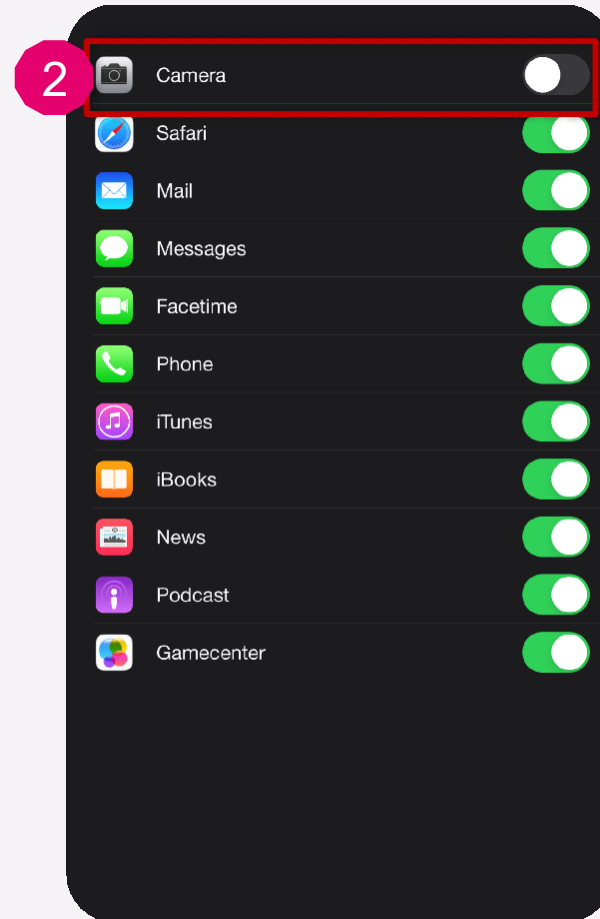 2
Camera
Safari
Mail
Messages
Facetime
Phone
iTunes
iBooks
News
Podcast
Gamecenter